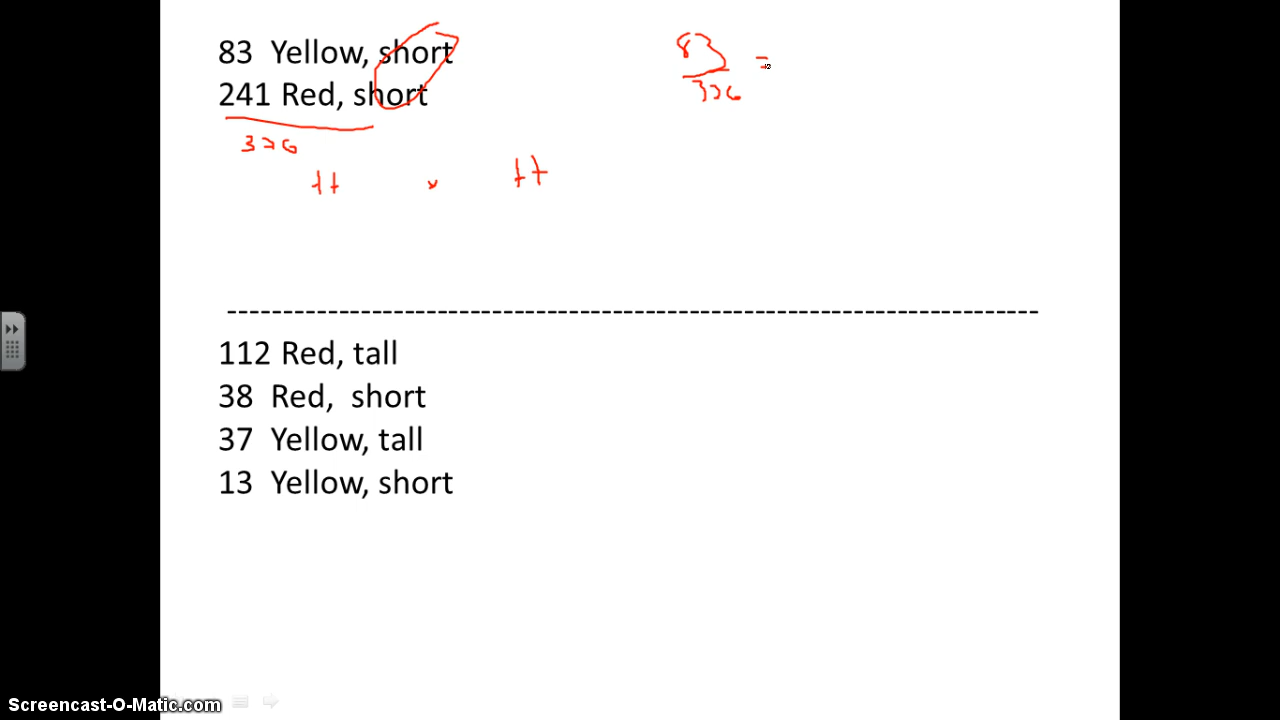 83 Yellow, short
83
—
326 =
241 Red, short
326
tt x tt
--------------------------------------------------------------------------
112 Red, tall
38 Red, short
37 Yellow, tall
13 Yellow, short
Screencast-O-Matic.com